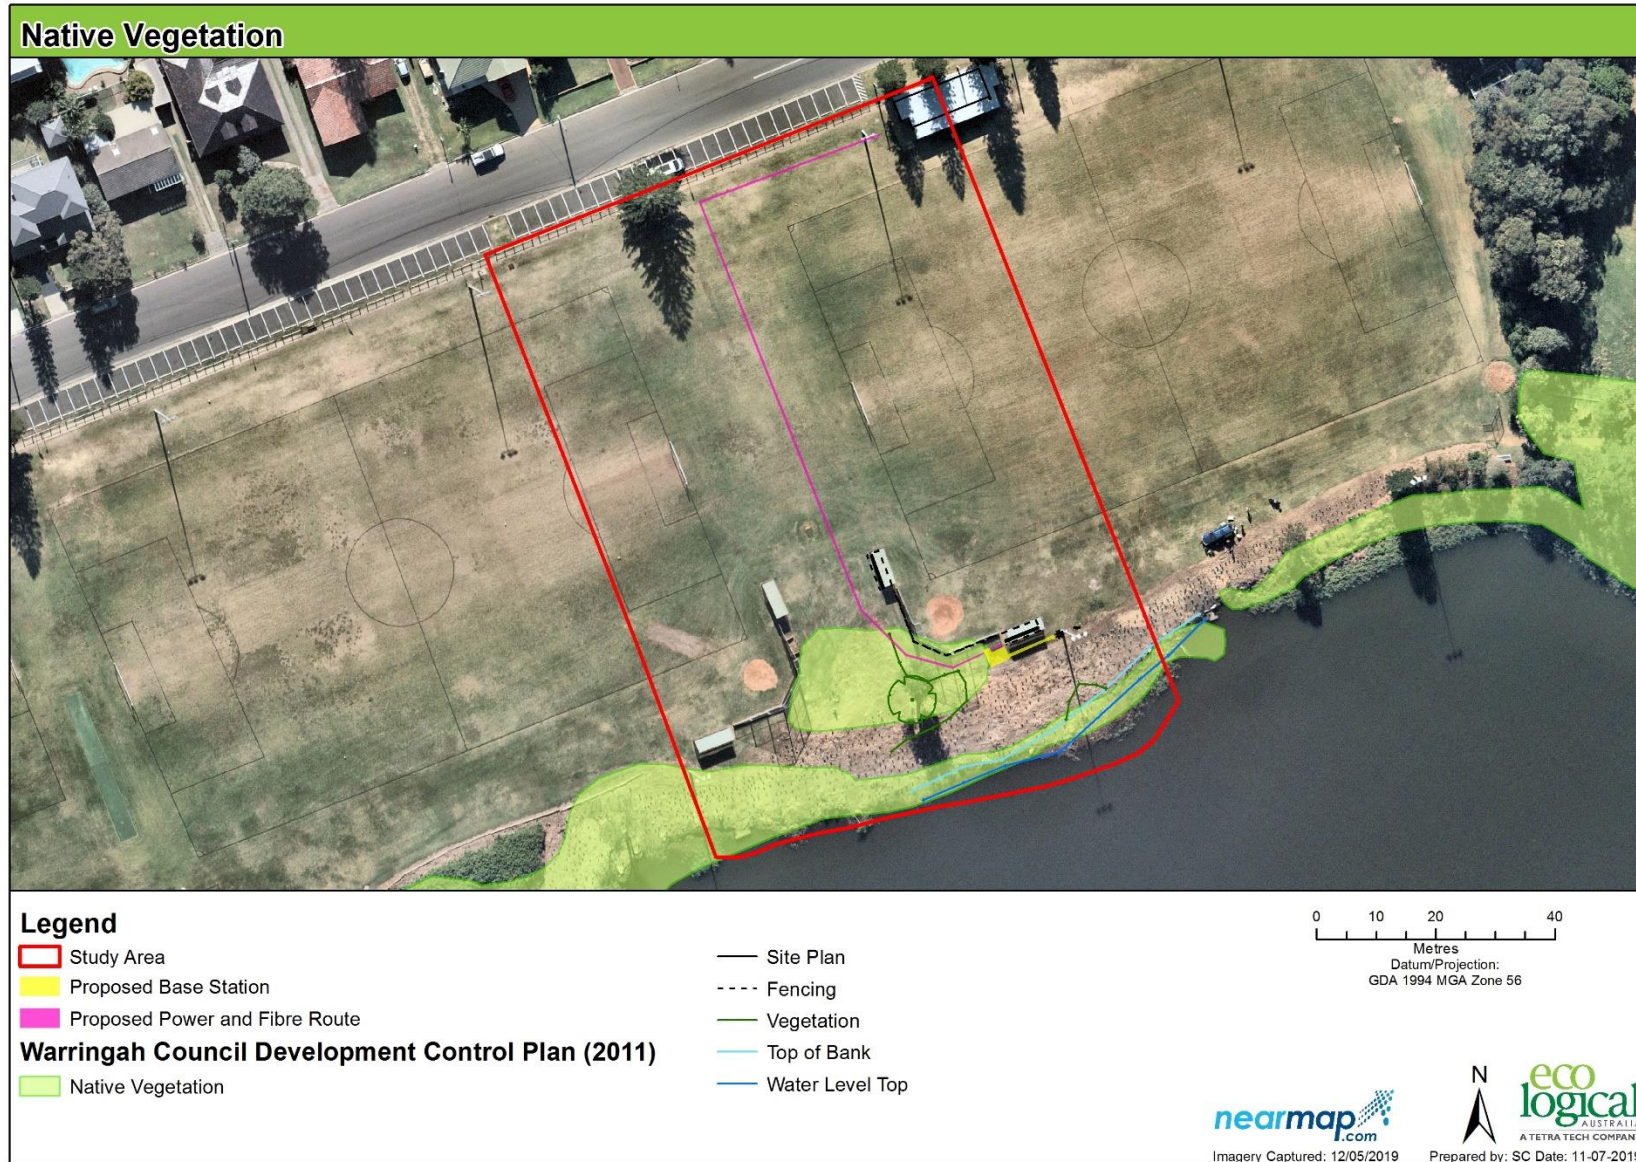 Native Vegetation
Legend
Study Area
Proposed Base Station
Proposed Power and Fibre Route
Warringah Council Development Control Plan (2011)
Native Vegetation
Site Plan
Fencing
Vegetation
Top of Bank
Water Level Top
0 10 20 40
Metres
Datum/Projection:
GDA 1994 MGA Zone 56
nearmap
.com
Imagery Captured: 12/05/2019
N
eco
logical
AUSTRALIA
A TETRA TECH COMPANY
Prepared by: SC Date: 11-07-2019